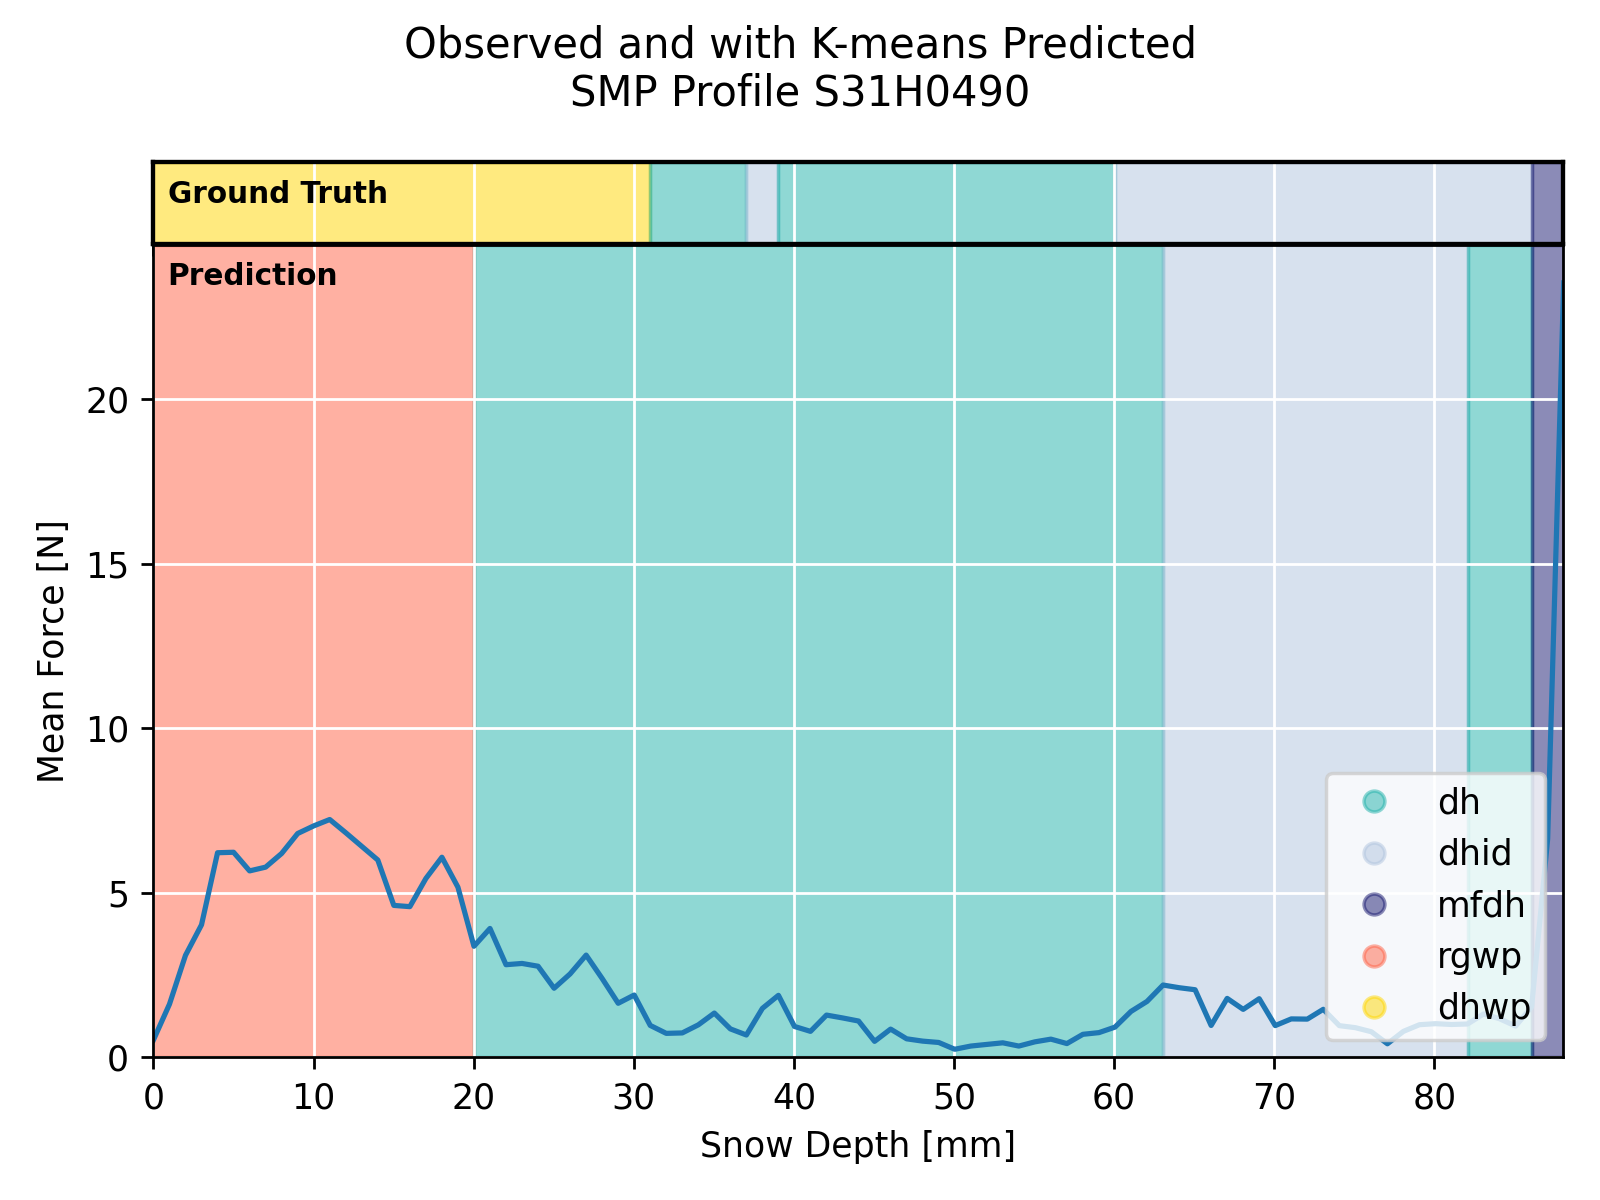 Observed and with K-means Predicted
SMP Profile S31H0490
Ground Truth
Prediction
20
15
10
5
0
Mean Force [N]
dh
dhid
mfdh
rgwp
dhwp
0 10 20 30 40 50 60 70 80
Snow Depth [mm]